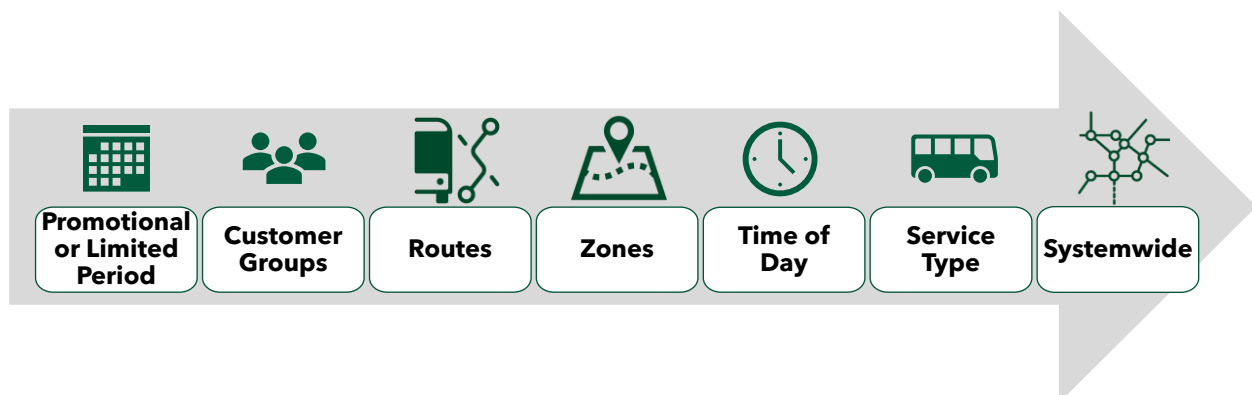 Promotional
or Limited
Period
Customer
Groups
Routes
Zones
Time of
Day
Service
Type
Systemwide